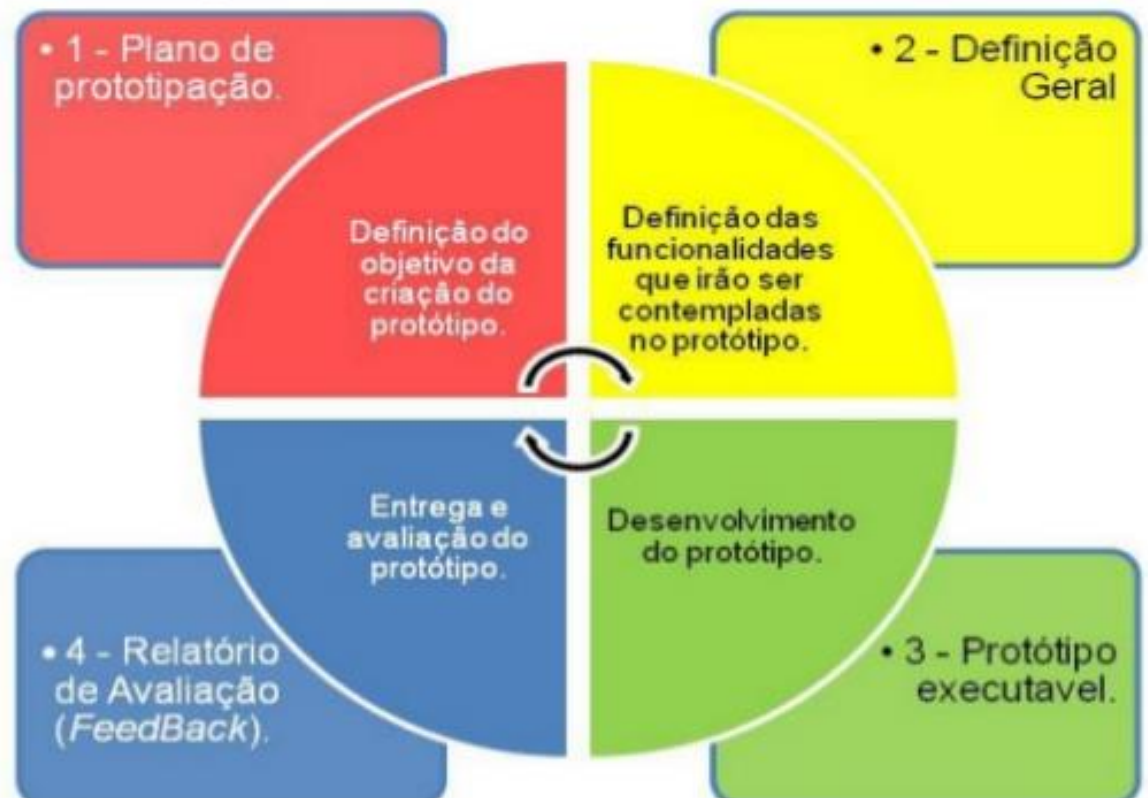 • 1 - Plano de
prototipação.
• 2 - Definição
Geral
Definição do
objetivo da
criação do
protótipo.
Definição das
funcionalidades
que irão ser
contempladas
no protótipo.
Entrega e
avaliação do
protótipo.
Desenvolvimento
do protótipo.
• 4 - Relatório
de Avaliação
(FeedBack).
• 3 - Protótipo
executavel.